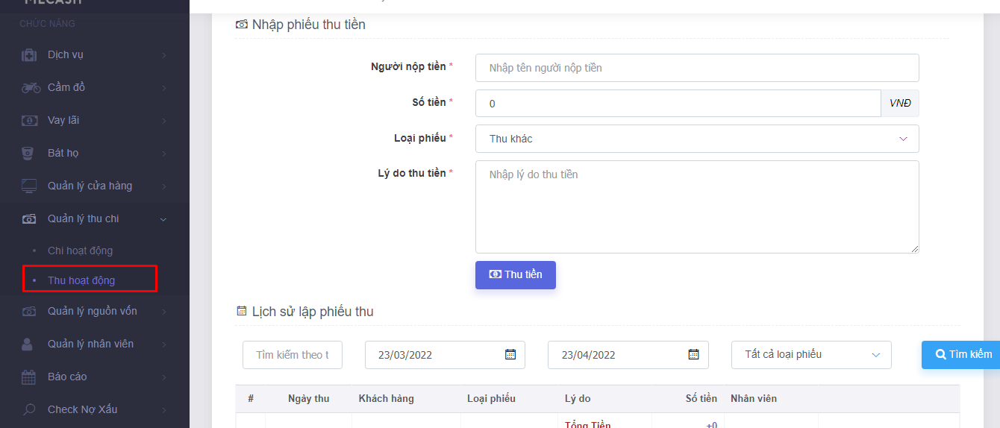 MECASH
CHỨC NĂNG
Dịch vụ
Cầm đồ
Vay lãi
Bát họ
Quản lý cửa hàng
Quản lý thu chi
Chi hoạt động
Thu hoạt động
Quản lý nguồn vốn
Quản lý nhân viên
Báo cáo
Check Nợ Xấu
Nhập phiếu thu tiền
Người nộp tiền * Nhập tên người nộp tiền
Số tiền * 0 VNĐ
Loại phiếu * Thu khác
Lý do thu tiền * Nhập lý do thu tiền
Thu tiền
Lịch sử lập phiếu thu
Tìm kiếm theo t 23/03/2022 23/04/2022 Tất cả loại phiếu Tìm kiếm
# Ngày thu Khách hàng Loại phiếu Lý do Số tiền Nhân viên
Tổng Tiền +0